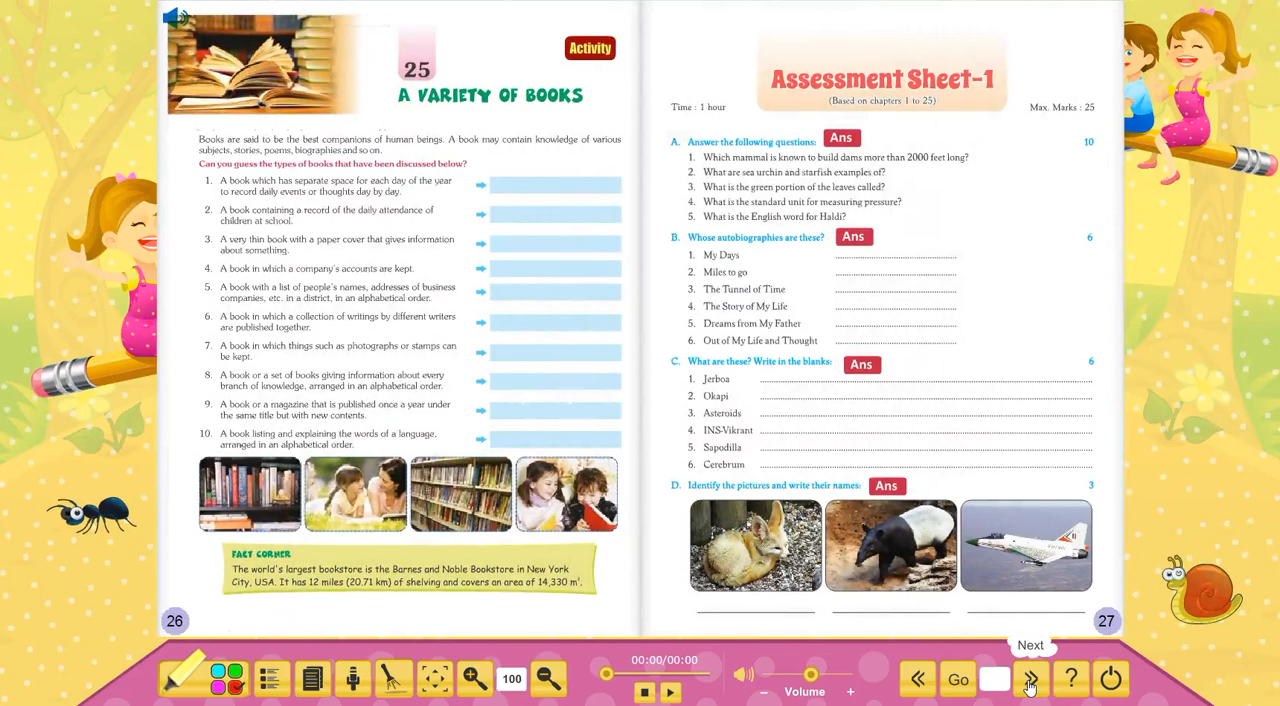 25
Activity
A VARIETY OF BOOKS
Books are said to be the best companions of human beings. A book may contain knowledge of various
subjects, stories, poems, biographies and so on.
Can you guess the types of books that have been discussed below?
1. A book which has separate space for each day of the year
to record daily events or thoughts day by day.
2. A book containing a record of the daily attendance of
children at school.
3. A very thin book with a paper cover that gives information
about something.
4. A book in which a company's accounts are kept.
5. A book with a list of people's names, addresses of business
companies, etc. in a district, in an alphabetical order.
6. A book in which a collection of writings by different writers
are published together.
7. A book in which things such as photographs or stamps can
be kept.
8. A book or a set of books giving information about every
branch of knowledge, arranged in an alphabetical order.
9. A book or a magazine that is published once a year under
the same title but with new contents.
10. A book listing and explaining the words of a language,
arranged in an alphabetical order.
FACT CORNER
The world's largest bookstore is the Barnes and Noble Bookstore in New York
City, USA. It has 12 miles (20.71 km) of shelving and covers an area of 14,330 m².
26
Assessment Sheet-1
(Based on chapters 1 to 25)
Time : 1 hour
Max. Marks : 25
A. Answer the following questions: Ans 10
1. Which mammal is known to build dams more than 2000 feet long?
2. What are sea urchin and starfish examples of?
3. What is the green portion of the leaves called?
4. What is the standard unit for measuring pressure?
5. What is the English word for Haldi?
B. Whose autobiographies are these? Ans 6
1. My Days
2. Miles to go
3. The Tunnel of Time
4. The Story of My Life
5. Dreams from My Father
6. Out of My Life and Thought
C. What are these? Write in the blanks: Ans 6
1. Jerboa
2. Okapi
3. Asteroids
4. INS-Vikrant
5. Sapodilla
6. Cerebrum
D. Identify the pictures and write their names: Ans 3
27
Next
100
00:00/00:00
Volume
Go
?